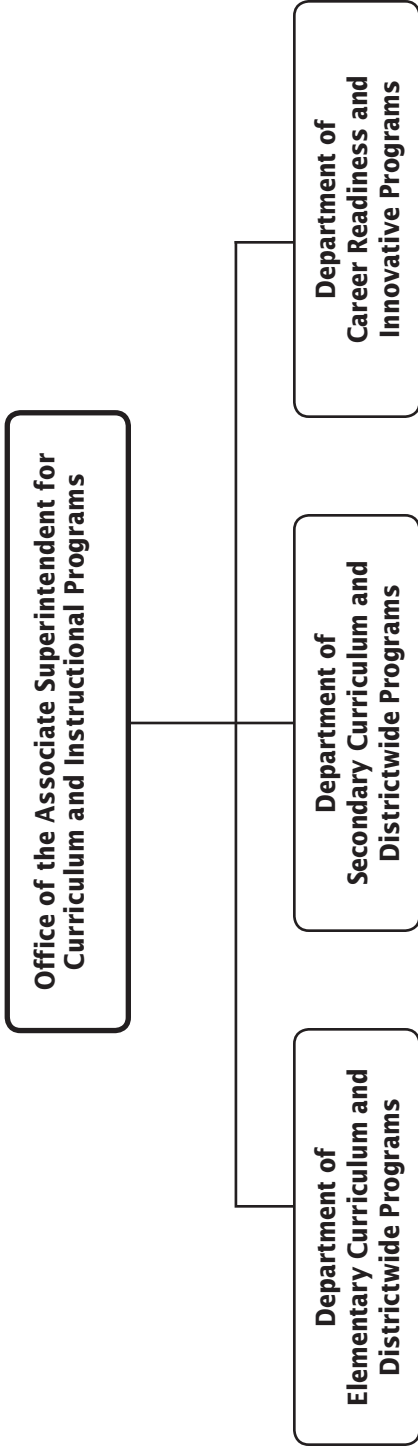 Office of the Associate Superintendent for
Curriculum and Instructional Programs
Department of
Elementary Curriculum and
Districtwide Programs
Department of
Secondary Curriculum and
Districtwide Programs
Department of
Career Readiness and
Innovative Programs